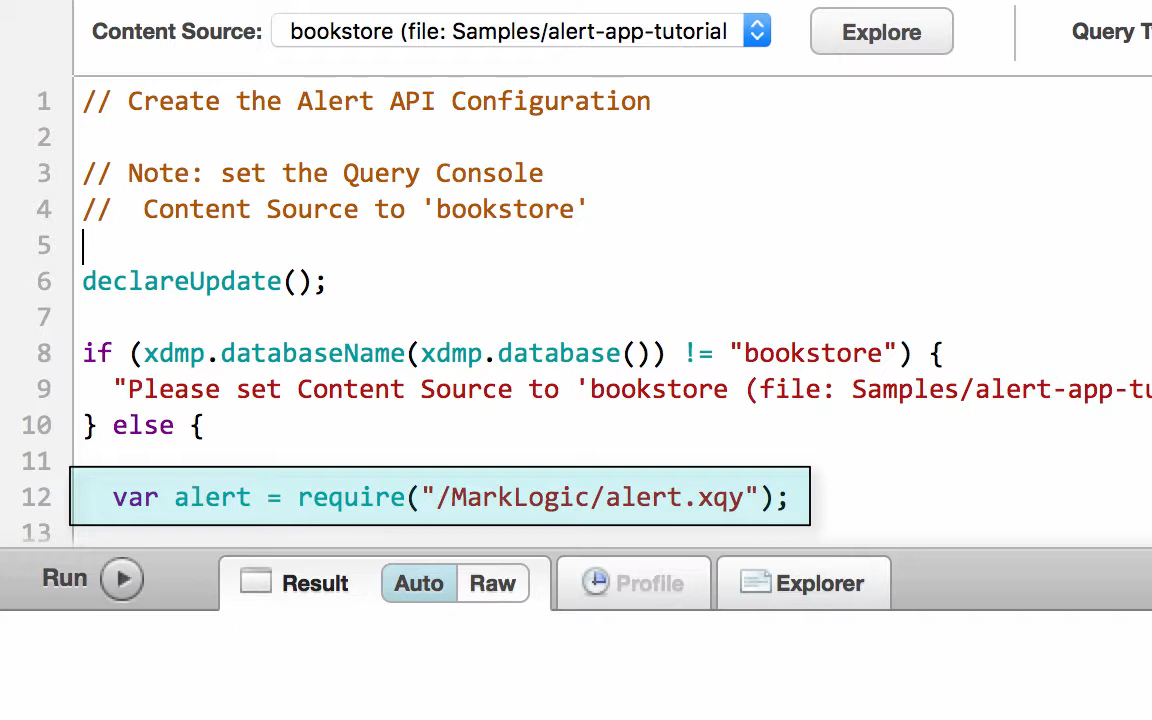 Content Source: bookstore (file: Samples/alert-app-tutorial Explore Query T
1 // Create the Alert API Configuration
2
3 // Note: set the Query Console
4 //  Content Source to 'bookstore'
5
6 declareUpdate();
7
8 if (xdmp.databaseName(xdmp.database()) != "bookstore") {
9   "Please set Content Source to 'bookstore (file: Samples/alert-app-tu
10 } else {
11
12   var alert = require("/MarkLogic/alert.xqy");
13
Run Result Auto Raw Profile Explorer